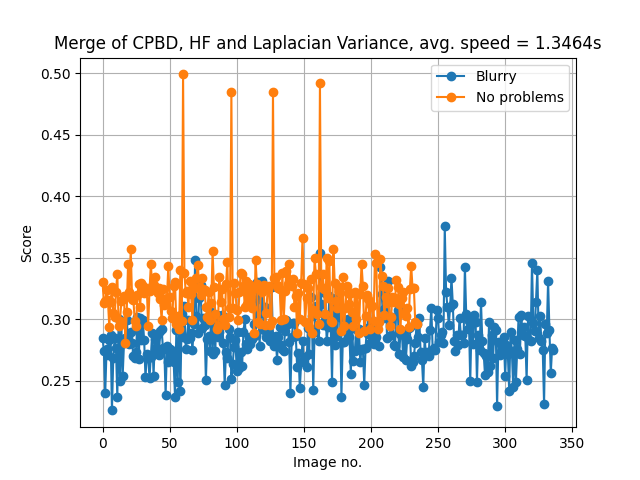 Merge of CPBD, HF and Laplacian Variance, avg. speed = 1.3464s
Blurry
No problems
0.50
0.45
0.40
0.35
0.30
0.25
Score
0
50
100
150
200
250
300
350
Image no.